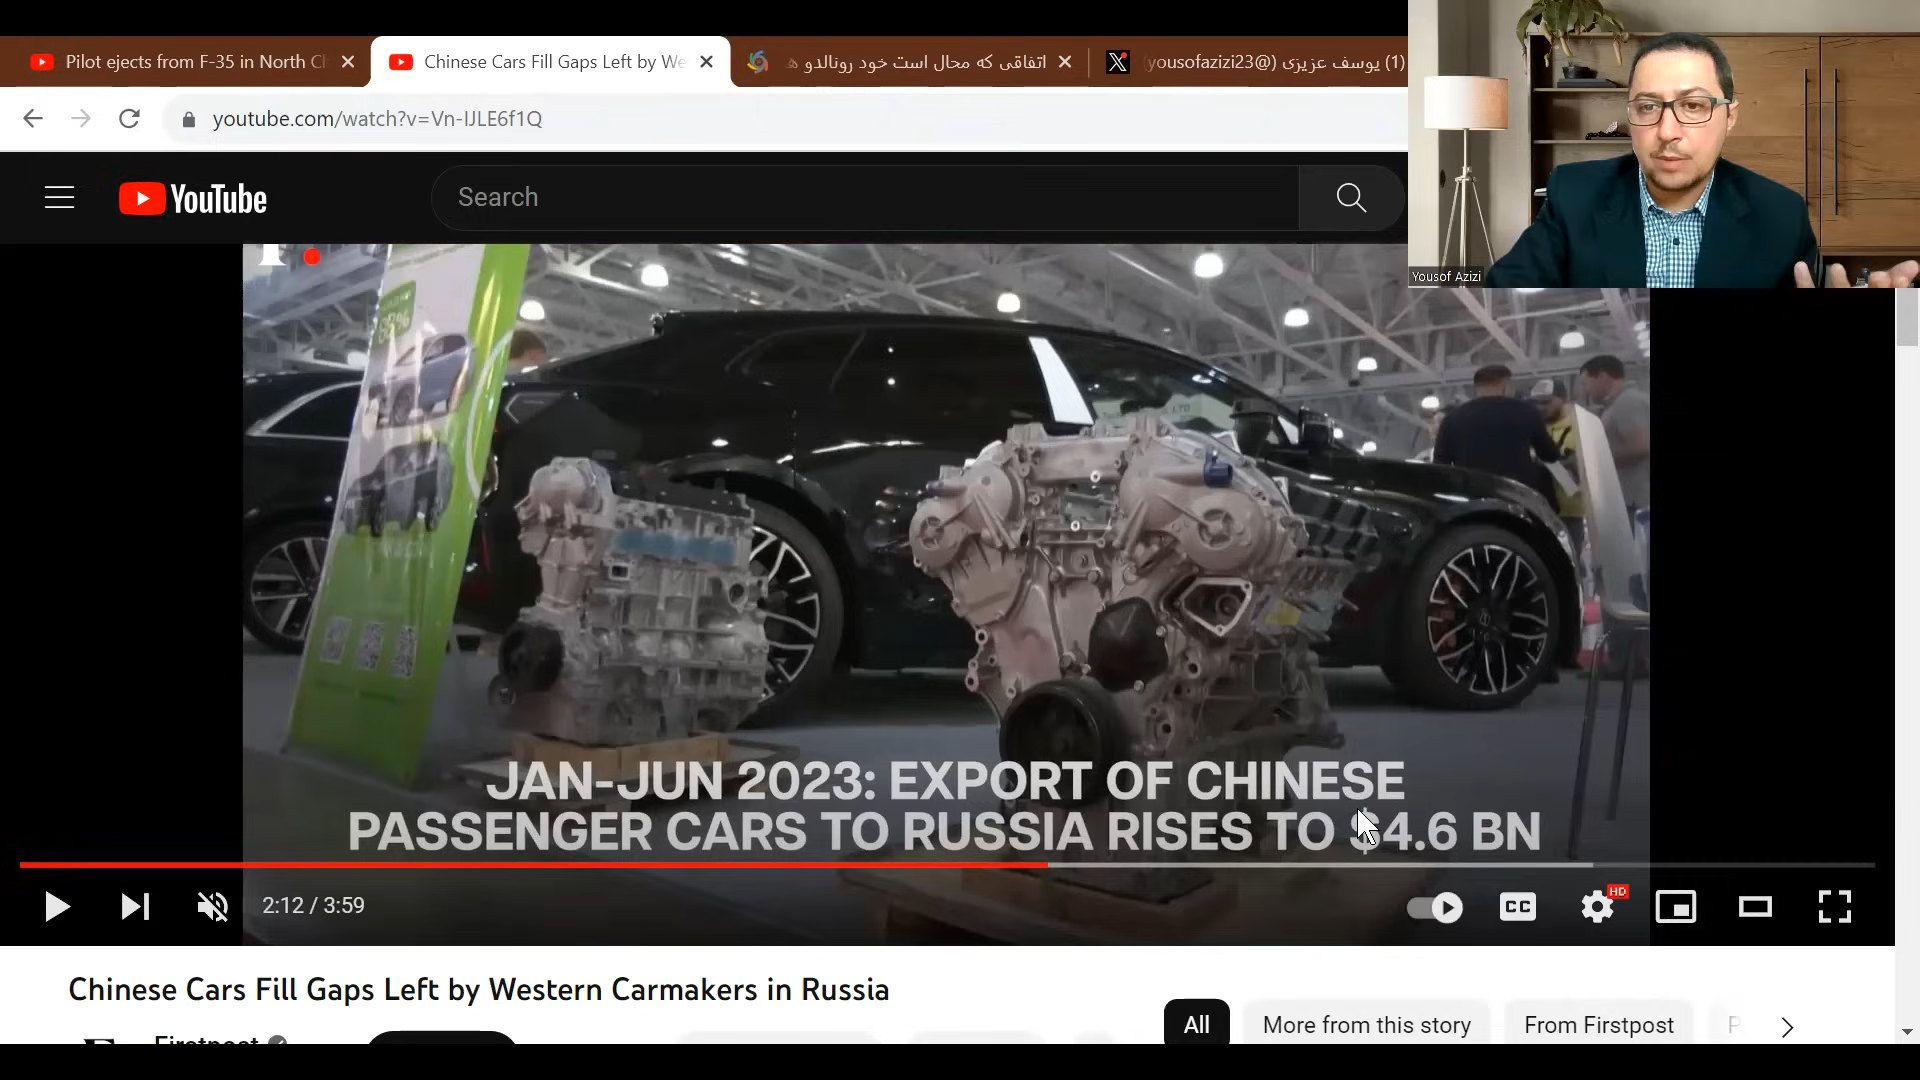 Pilot ejects from F-35 in North C
Chinese Cars Fill Gaps Left by We
اتفاقی که محال است خود رونالدو ه
(1) یوسف عزیزی (@yousofazizi23)
youtube.com/watch?v=Vn-IJLE6f1Q
YouTube
Search
Yousof Azizi
JAN-JUN 2023: EXPORT OF CHINESE
PASSENGER CARS TO RUSSIA RISES TO $4.6 BN
2:12 / 3:59
CC
HD
Chinese Cars Fill Gaps Left by Western Carmakers in Russia
Firstpost
All
More from this story
From Firstpost
P